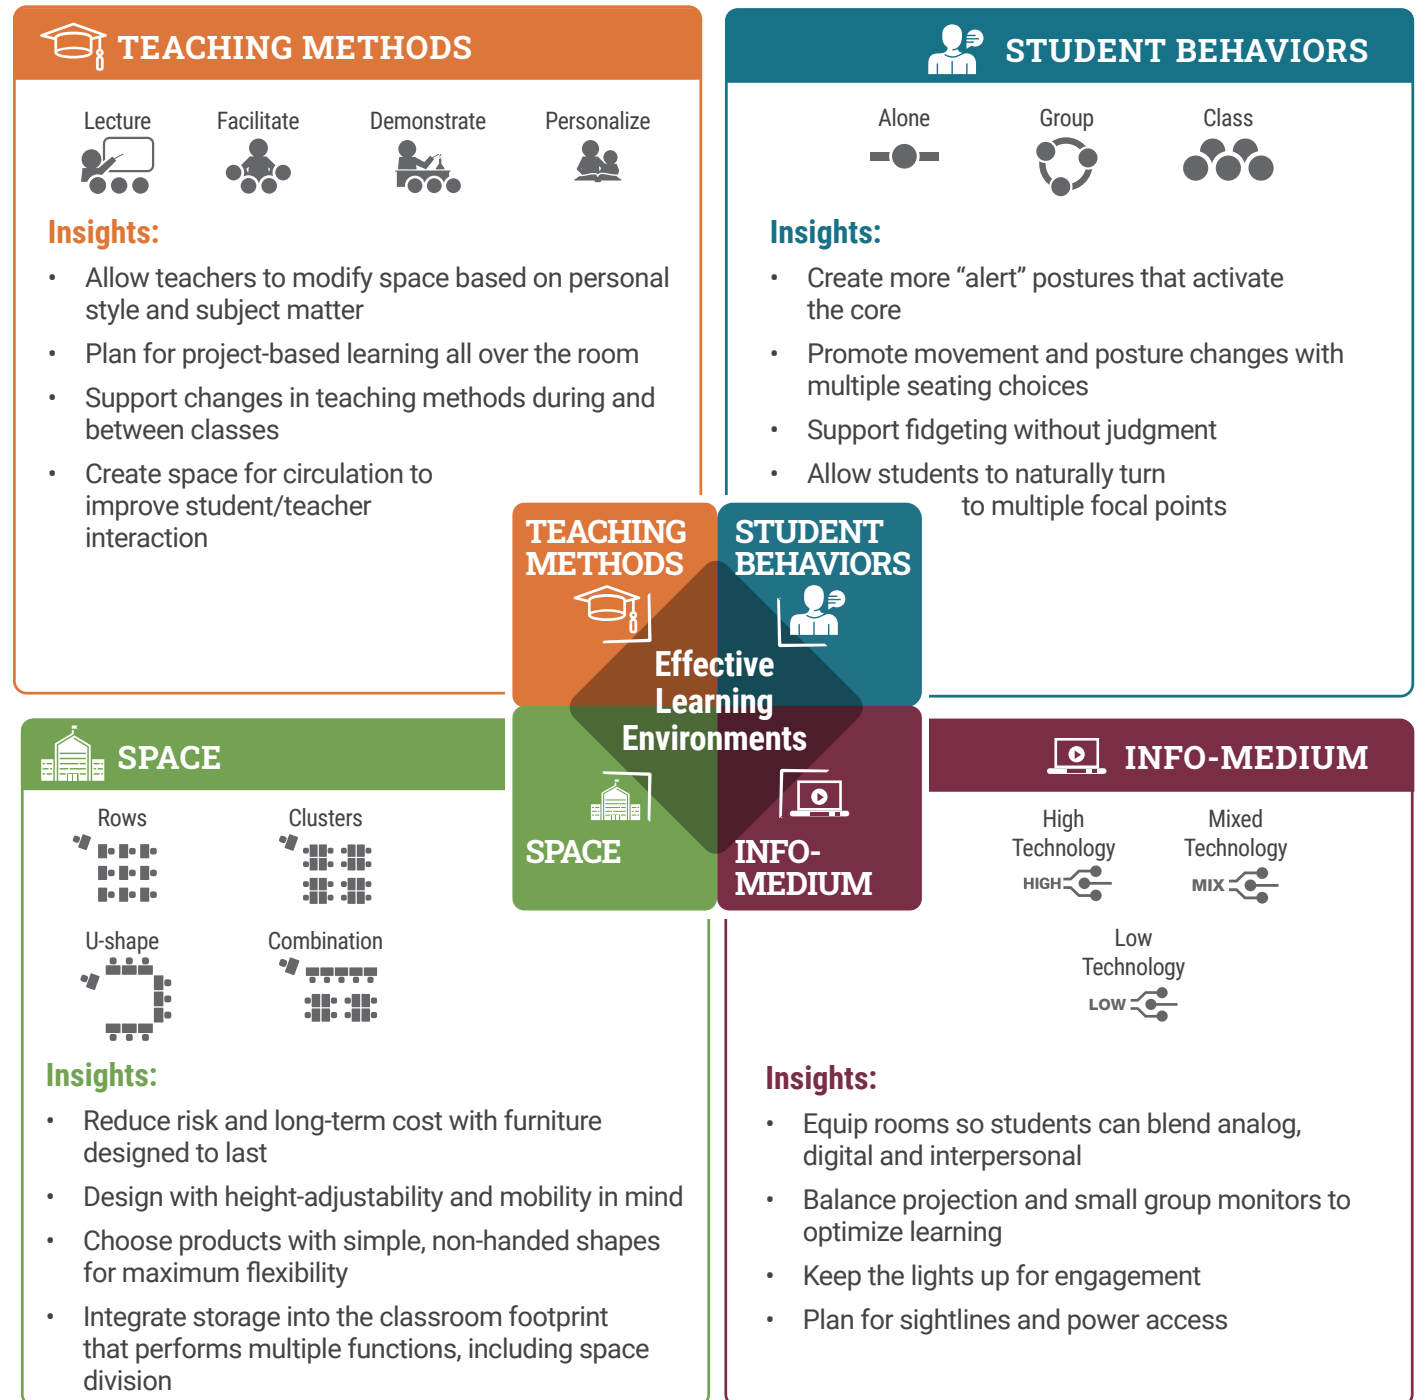 TEACHING METHODS
Lecture
Facilitate
Demonstrate
Personalize
Insights:
• Allow teachers to modify space based on personal
style and subject matter
• Plan for project-based learning all over the room
• Support changes in teaching methods during and
between classes
• Create space for circulation to
improve student/teacher
interaction
STUDENT BEHAVIORS
Alone
Group
Class
Insights:
• Create more “alert” postures that activate
the core
• Promote movement and posture changes with
multiple seating choices
• Support fidgeting without judgment
• Allow students to naturally turn
to multiple focal points
TEACHING
METHODS
STUDENT
BEHAVIORS
Effective
Learning
Environments
SPACE
INFO-
MEDIUM
SPACE
Rows
Clusters
U-shape
Combination
Insights:
• Reduce risk and long-term cost with furniture
designed to last
• Design with height-adjustability and mobility in mind
• Choose products with simple, non-handed shapes
for maximum flexibility
• Integrate storage into the classroom footprint
that performs multiple functions, including space
division
INFO-MEDIUM
High
Technology
HIGH
Mixed
Technology
MIX
Low
Technology
LOW
Insights:
• Equip rooms so students can blend analog,
digital and interpersonal
• Balance projection and small group monitors to
optimize learning
• Keep the lights up for engagement
• Plan for sightlines and power access